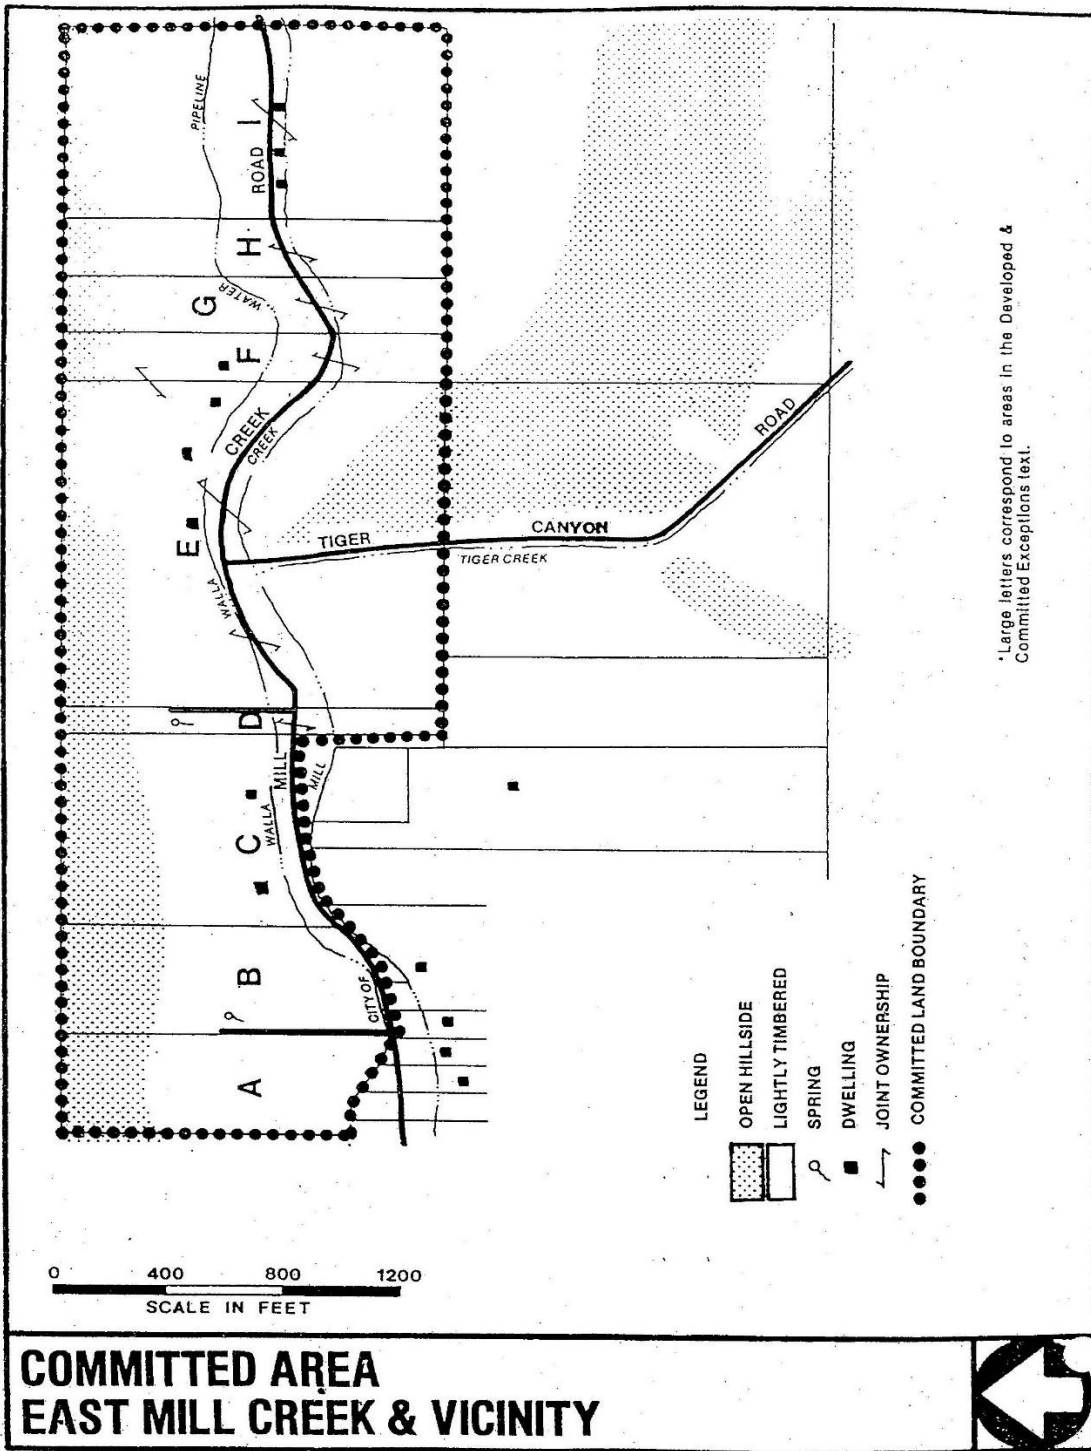 PIPELINE
ROAD
I
H
G
WATER
F
CREEK
CREEK
E
WALLA
TIGER
CANYON
ROAD
TIGER CREEK
D
MILL
MILL
C
WALLA
B
CITY OF
A
LEGEND
OPEN HILLSIDE
LIGHTLY TIMBERED
SPRING
DWELLING
JOINT OWNERSHIP
COMMITTED LAND BOUNDARY
*Large letters correspond to areas in the Developed &
Committed Exceptions text.
0 400 800 1200
SCALE IN FEET
COMMITTED AREA
EAST MILL CREEK & VICINITY